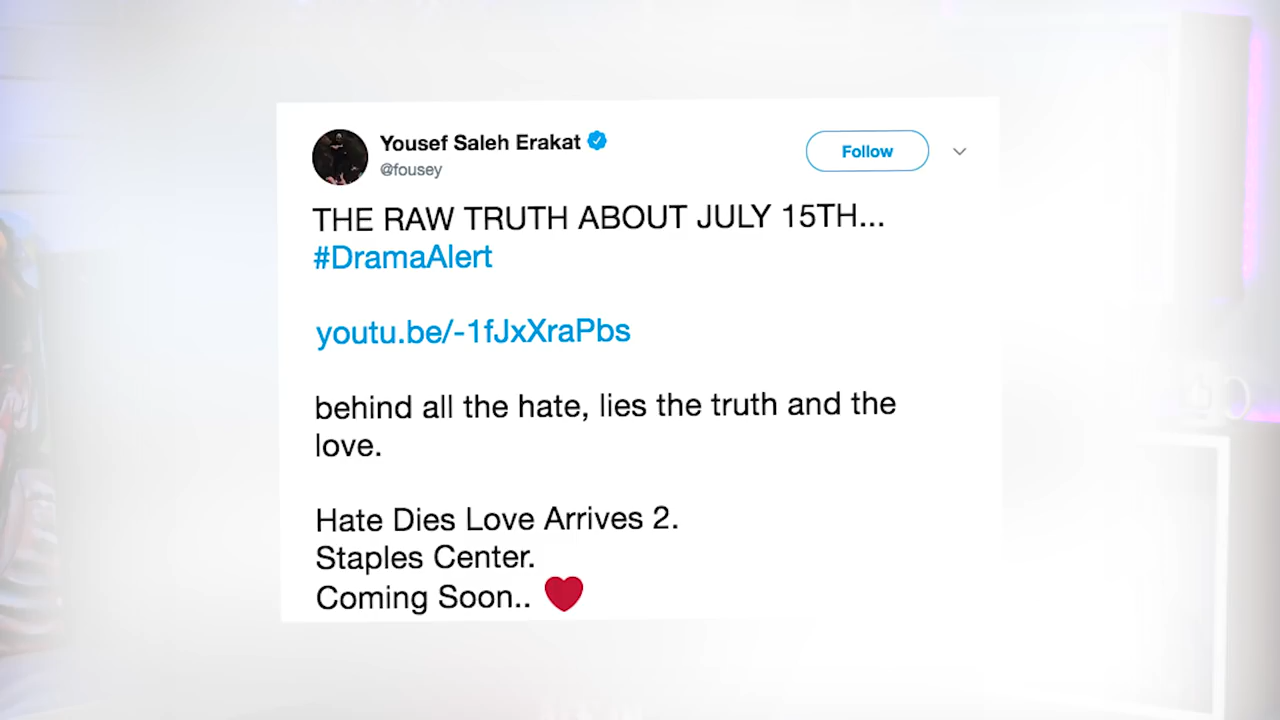 Yousef Saleh Erakat
@fousey
Follow
THE RAW TRUTH ABOUT JULY 15TH...
#DramaAlert
youtu.be/-1fJxXraPbs
behind all the hate, lies the truth and the
love.
Hate Dies Love Arrives 2.
Staples Center.
Coming Soon.. ❤